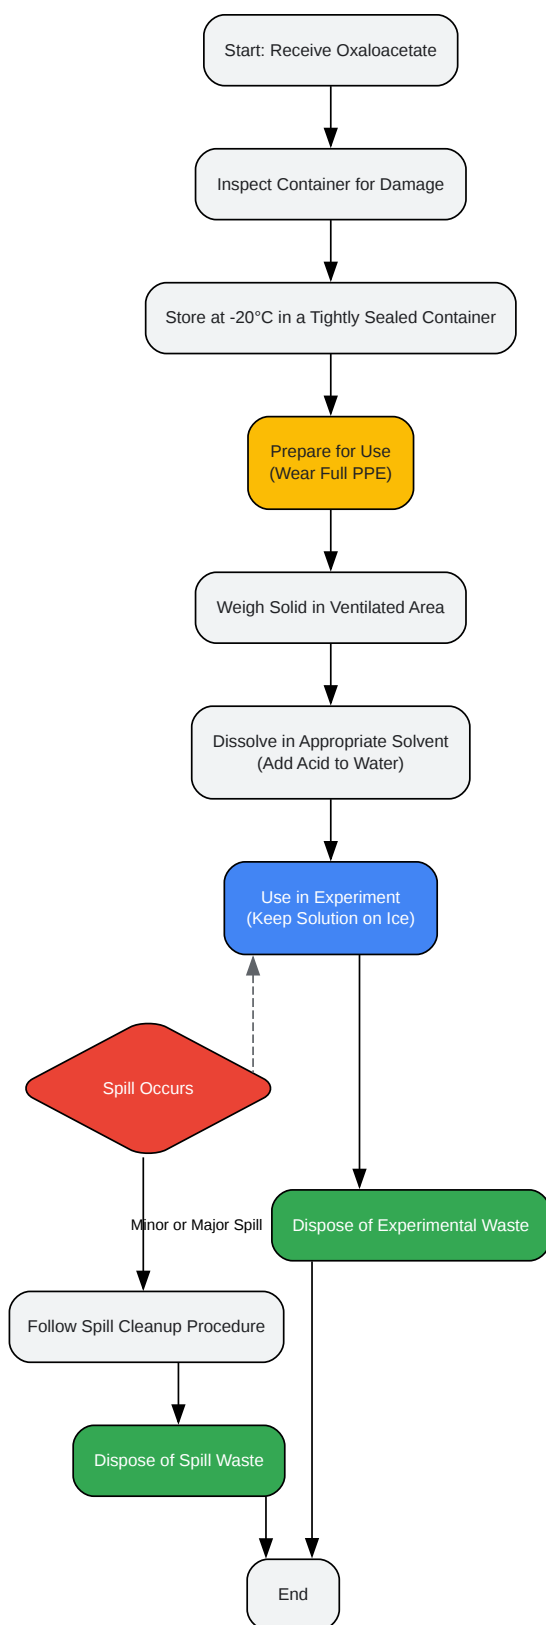 Start: Receive Oxaloacetate
Inspect Container for Damage
Store at -20°C in a Tightly Sealed Container
Prepare for Use
(Wear Full PPE)
Weigh Solid in Ventilated Area
Dissolve in Appropriate Solvent
(Add Acid to Water)
Use in Experiment
(Keep Solution on Ice)
Spill Occurs
Minor or Major Spill
Dispose of Experimental Waste
Follow Spill Cleanup Procedure
Dispose of Spill Waste
End